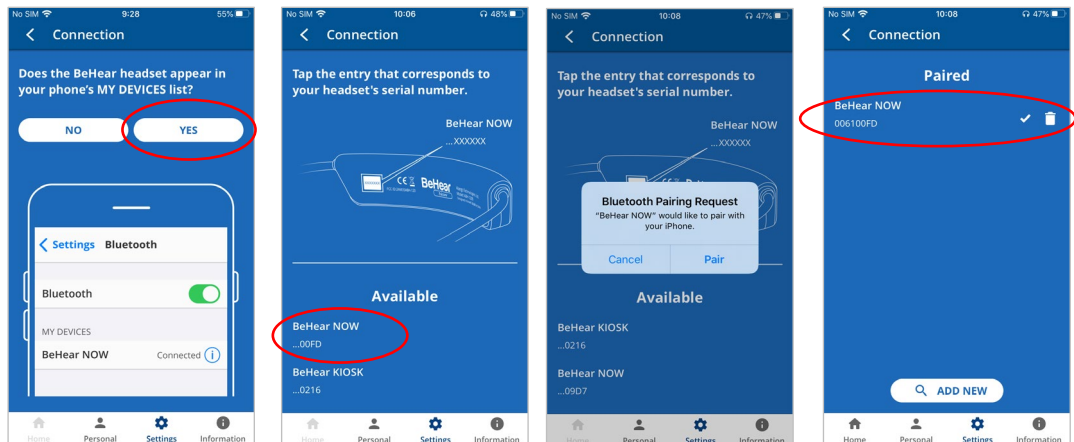 No SIM 9:28 55%
Connection
Does the BeHear headset appear in
your phone's MY DEVICES list?
NO YES
Settings Bluetooth
Bluetooth
MY DEVICES
BeHear NOW Connected
Home Personal Settings Information
No SIM 10:06 48%
Connection
Tap the entry that corresponds to
your headset's serial number.
BeHear NOW
...XXXXXX
BeHear
Available
BeHear NOW
...00FD
BeHear KIOSK
...0216
Home Personal Settings Information
No SIM 10:08 47%
Connection
Tap the entry that corresponds to
your headset's serial number.
BeHear NOW
...XXXXXX
Bluetooth Pairing Request
"BeHear NOW" would like to pair with
your iPhone.
Cancel Pair
Available
BeHear KIOSK
...0216
BeHear NOW
...09D7
Home Personal Settings Information
No SIM 10:08 47%
Connection
Paired
BeHear NOW
006100FD
ADD NEW
Home Personal Settings Information